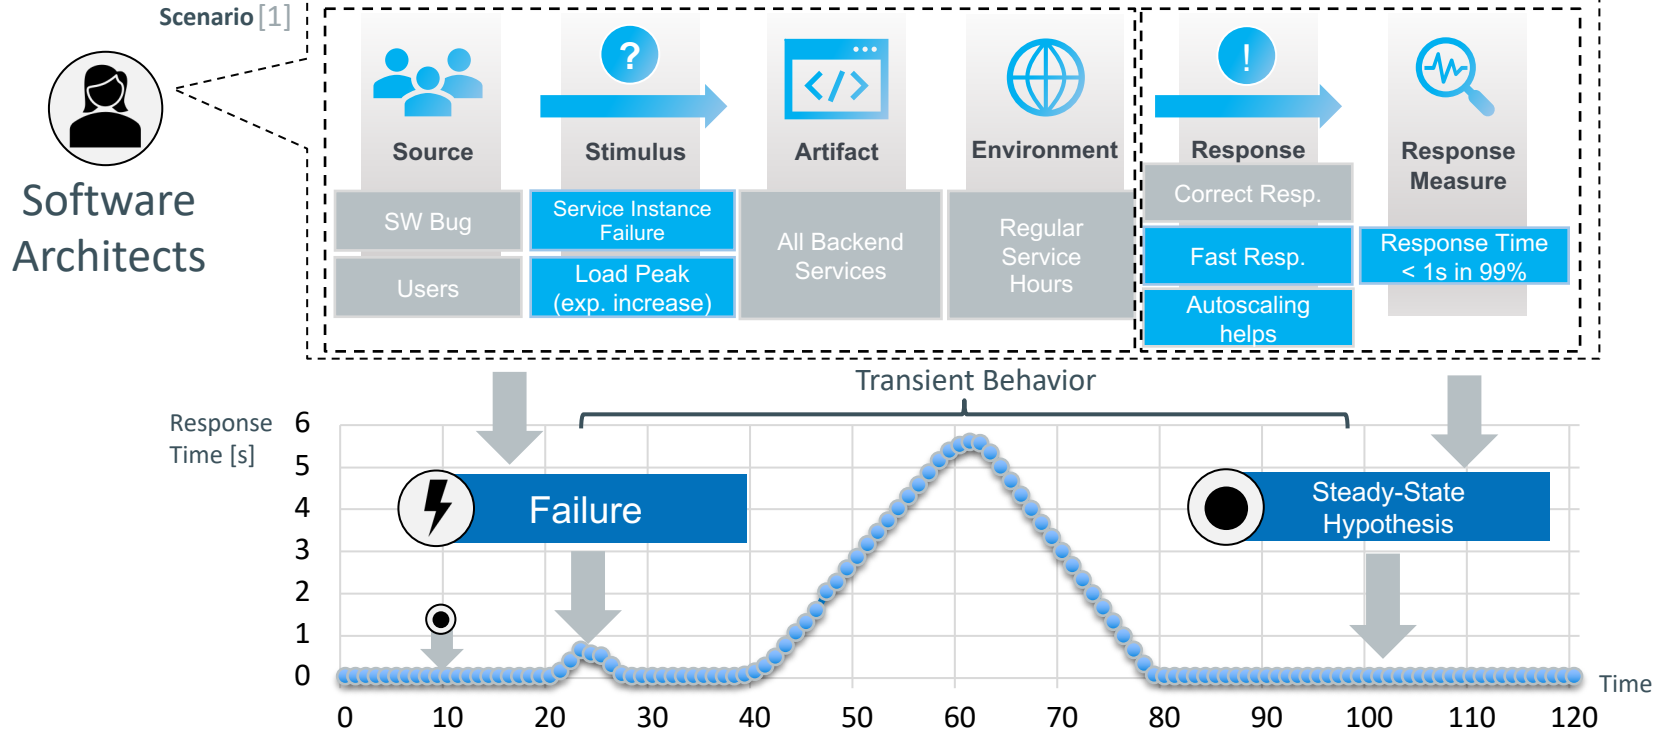 Scenario [1]
?
!
</>
Source
Stimulus
Artifact
Environment
Response
Response
Measure
Software
Architects
SW Bug
Users
Service Instance
Failure
Load Peak
(exp. increase)
All Backend
Services
Regular
Service
Hours
Correct Resp.
Fast Resp.
Autoscaling
helps
Response Time
< 1s in 99%
Transient Behavior
Response
Time [s]
6
5
4
3
2
1
0
Failure
Steady-State
Hypothesis
Time
0 10 20 30 40 50 60 70 80 90 100 110 120